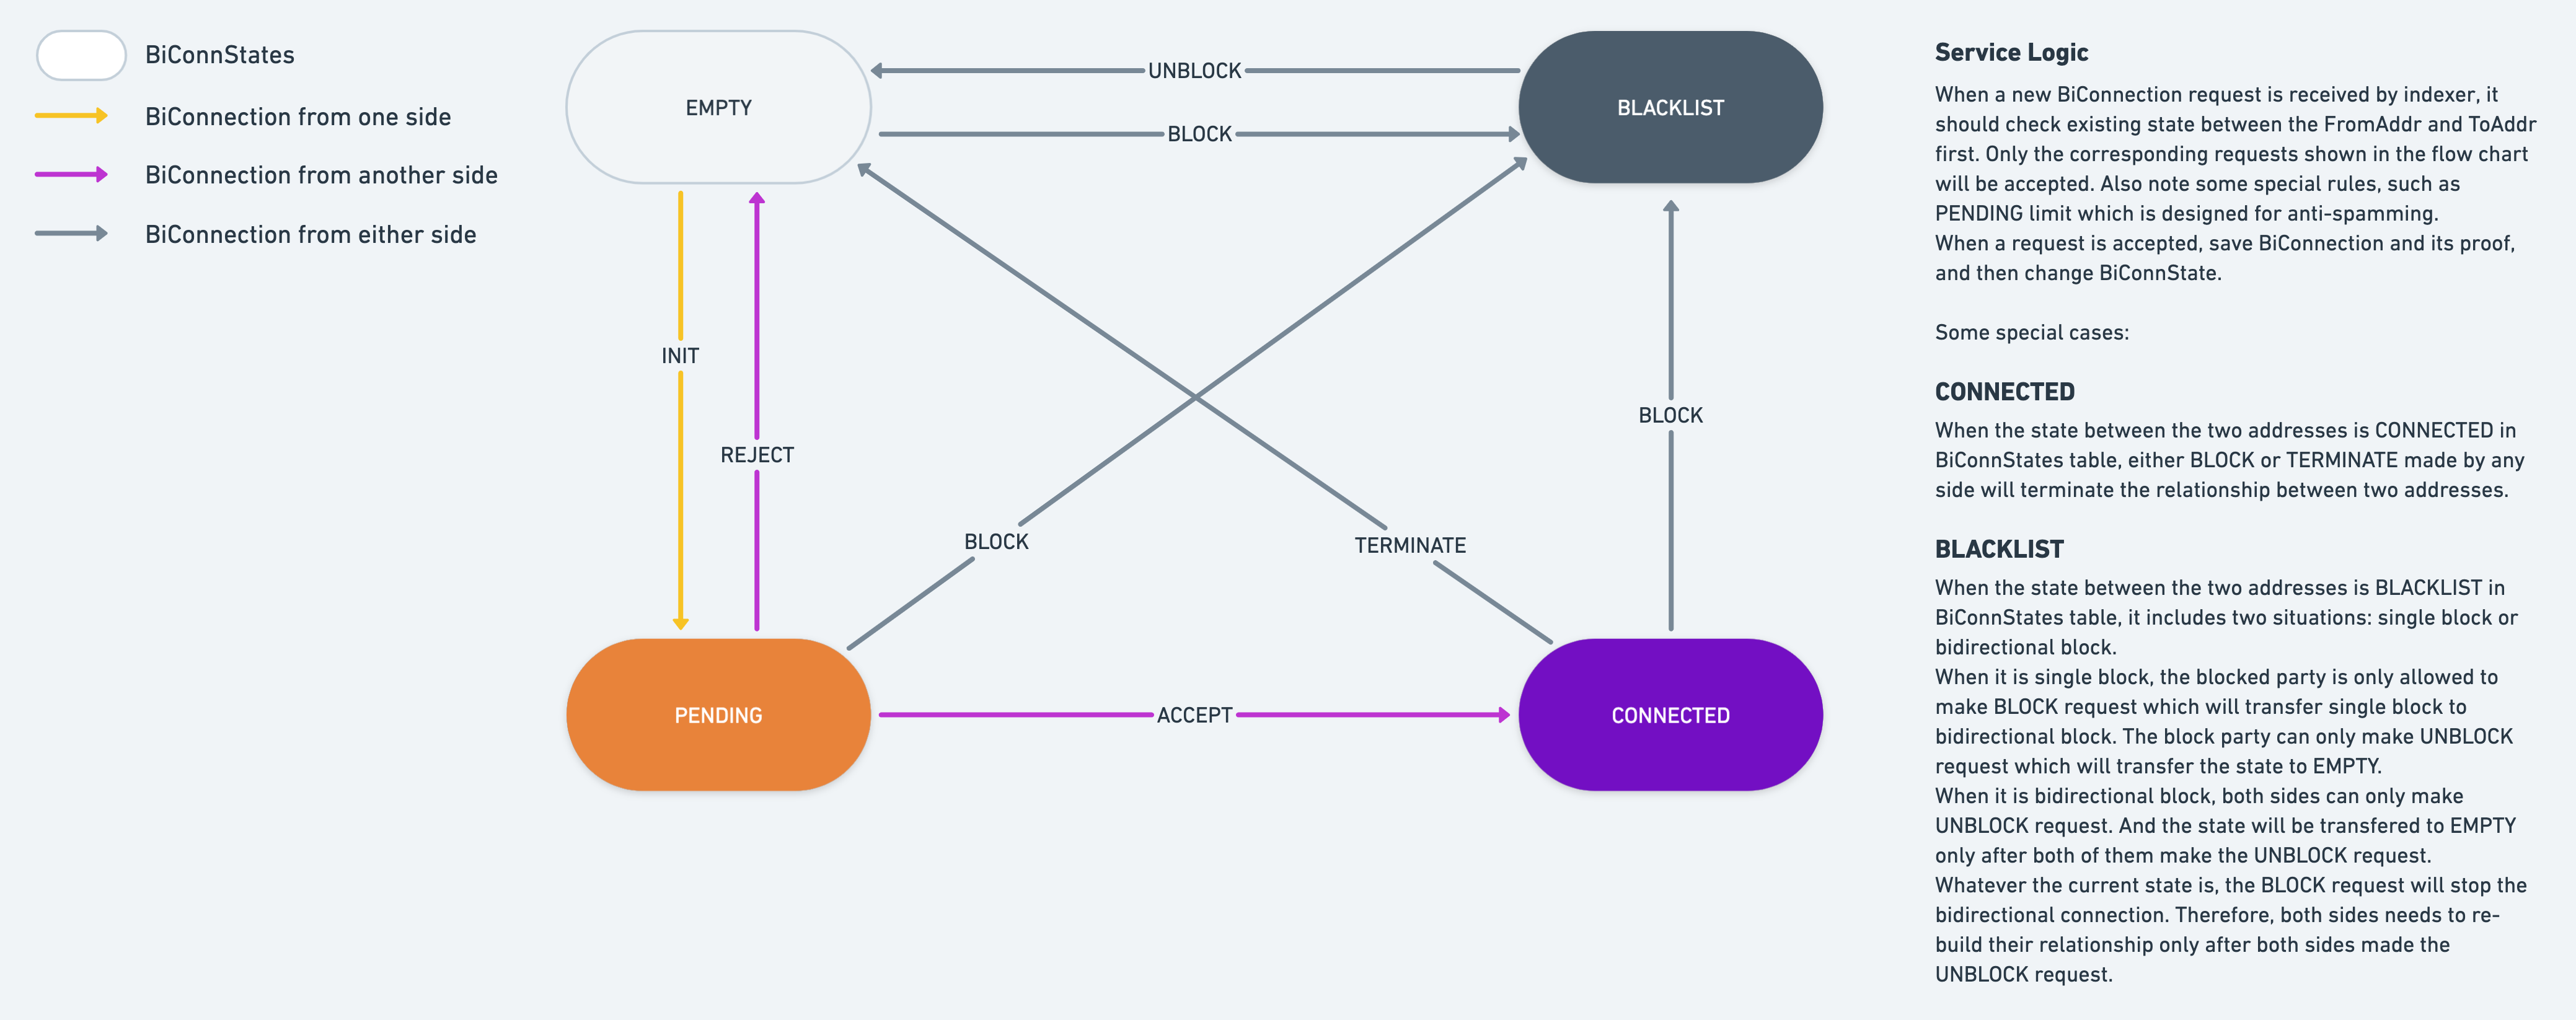 BiConnStates
BiConnection from one side
BiConnection from another side
BiConnection from either side
EMPTY
UNBLOCK
BLOCK
BLACKLIST
INIT
REJECT
BLOCK
BLOCK
TERMINATE
PENDING
ACCEPT
CONNECTED
Service Logic
When a new BiConnection request is received by indexer, it
should check existing state between the FromAddr and ToAddr
first. Only the corresponding requests shown in the flow chart
will be accepted. Also note some special rules, such as
PENDING limit which is designed for anti-spamming.
When a request is accepted, save BiConnection and its proof,
and then change BiConnState.
Some special cases:
CONNECTED
When the state between the two addresses is CONNECTED in
BiConnStates table, either BLOCK or TERMINATE made by any
side will terminate the relationship between two addresses.
BLACKLIST
When the state between the two addresses is BLACKLIST in
BiConnStates table, it includes two situations: single block or
bidirectional block.
When it is single block, the blocked party is only allowed to
make BLOCK request which will transfer single block to
bidirectional block. The block party can only make UNBLOCK
request which will transfer the state to EMPTY.
When it is bidirectional block, both sides can only make
UNBLOCK request. And the state will be transfered to EMPTY
only after both of them make the UNBLOCK request.
Whatever the current state is, the BLOCK request will stop the
bidirectional connection. Therefore, both sides needs to re-
build their relationship only after both sides made the
UNBLOCK request.